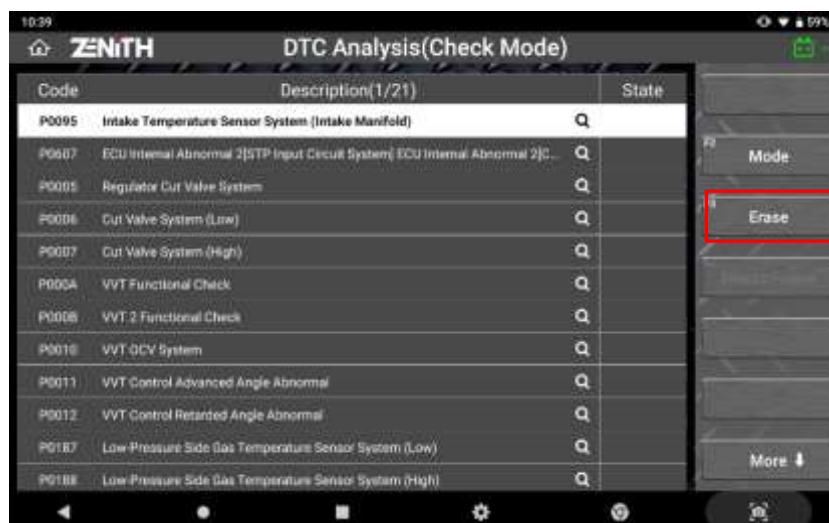 10:39
59%
ZENITH DTC Analysis(Check Mode)
Code Description(1/21) State
P0095 Intake Temperature Sensor System (Intake Manifold)
P0607 ECU Internal Abnormal 2[STP Input Circuit System[ ECU Internal Abnormal 2[C...
P0005 Regulator Cut Valve System
P0006 Cut Valve System (Low)
P0007 Cut Valve System (High)
P000A VVT Functional Check
P000B VVT 2 Functional Check
P0010 VVT OCV System
P0011 VVT Control Advanced Angle Abnormal
P0012 VVT Control Retarded Angle Abnormal
P0187 Low-Pressure Side Gas Temperature Sensor System (Low)
P0188 Low-Pressure Side Gas Temperature Sensor System (High)
Mode
Erase
More